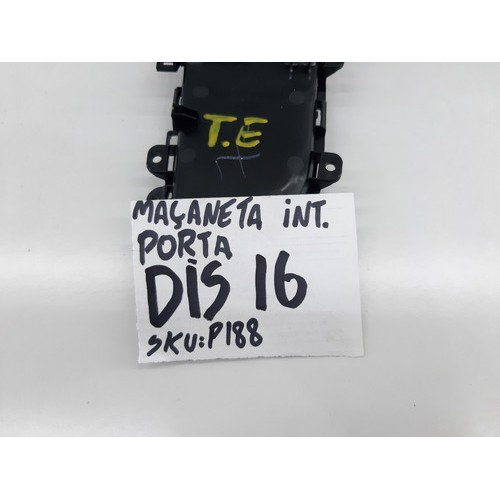 T.E
MAÇANETA INT.
PORTA
DIS 16
SKU:P188